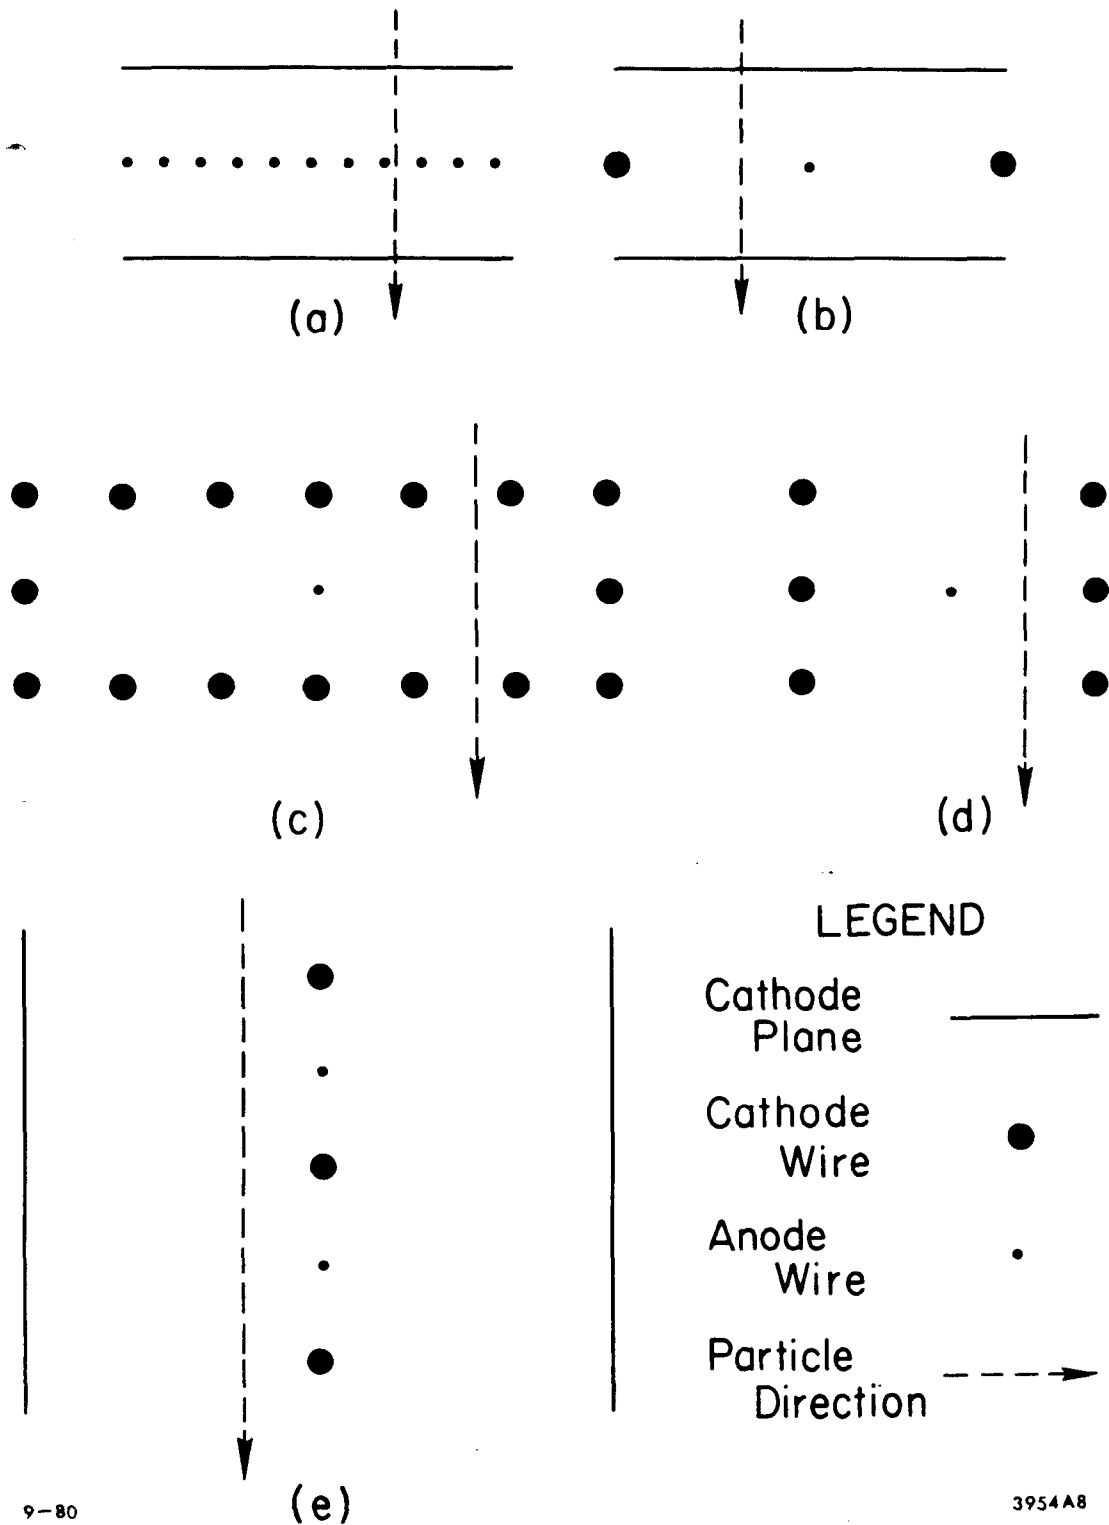 (a)
(b)
(c)
(d)
LEGEND
Cathode
Plane
Cathode
Wire
Anode
Wire
Particle
Direction
(e)
9-80
3954A8